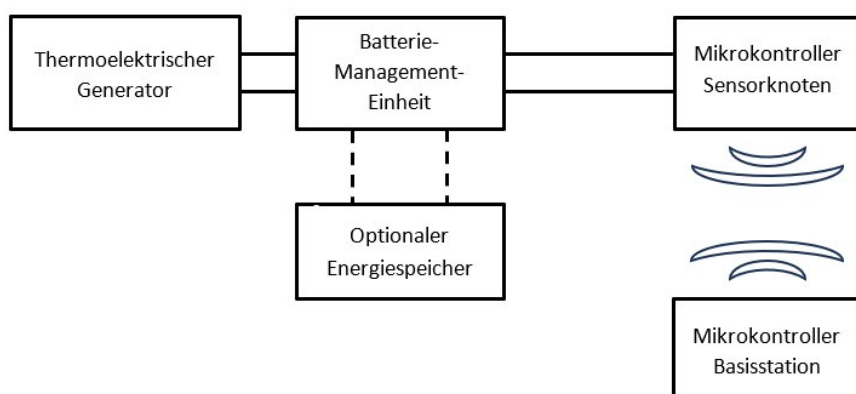 Thermoelektrischer
Generator
Batterie-
Management-
Einheit
Mikrokontroller
Sensorknoten
Optionaler
Energiespeicher
Mikrokontroller
Basisstation